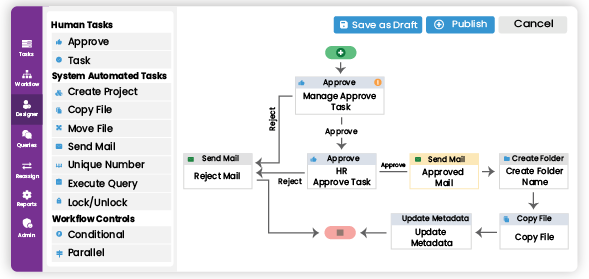 Tasks
Workflow
Designer
Queries
Reassign
Reports
Admin
Human Tasks
Approve
Task
System Automated Tasks
Create Project
Copy File
Move File
Send Mail
Unique Number
Execute Query
Lock/Unlock
Workflow Controls
Conditional
Parallel
Save as Draft
Publish
Cancel
Approve
Manage Approve
Task
Reject
Approve
Send Mail
Reject Mail
Reject
Approve
HR
Approve Task
Approve
Send Mail
Approved
Mail
Create Folder
Create Folder
Name
Update Metadata
Update
Metadata
Copy File
Copy File